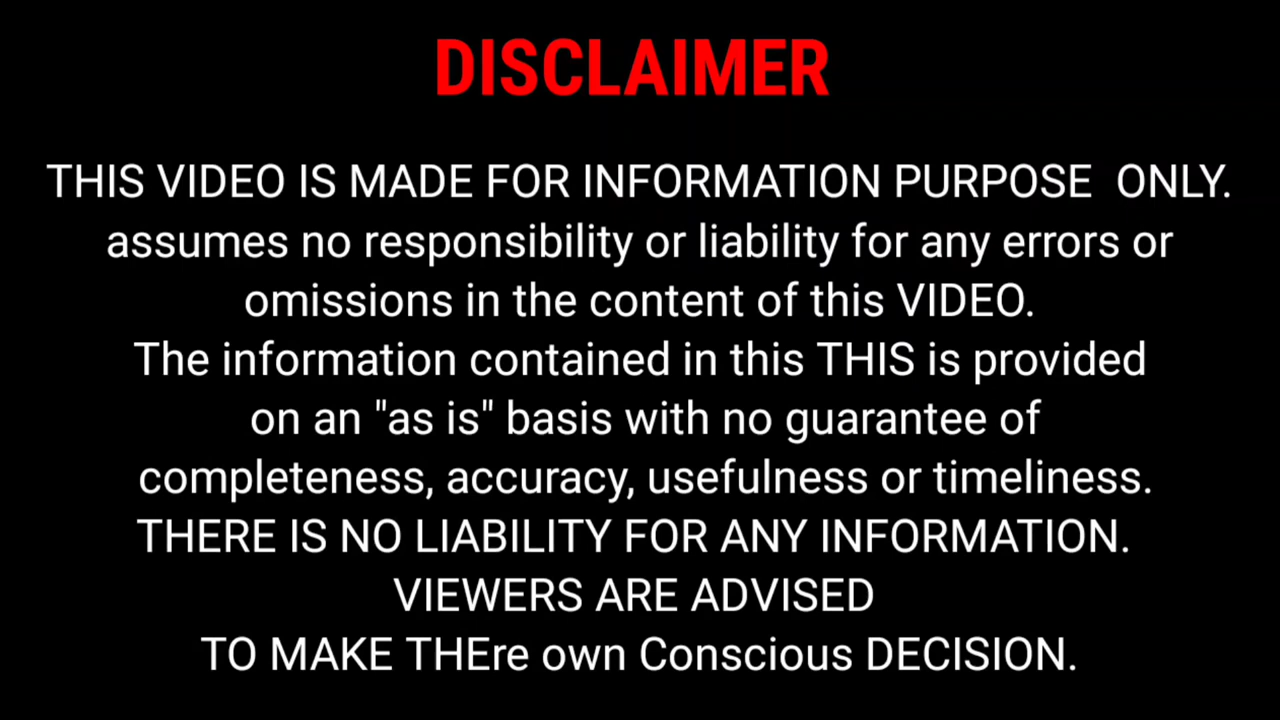 DISCLAIMER
THIS VIDEO IS MADE FOR INFORMATION PURPOSE  ONLY.
assumes no responsibility or liability for any errors or
omissions in the content of this VIDEO.
The information contained in this THIS is provided
on an "as is" basis with no guarantee of
completeness, accuracy, usefulness or timeliness.
THERE IS NO LIABILITY FOR ANY INFORMATION.
VIEWERS ARE ADVISED
TO MAKE THEre own Conscious DECISION.